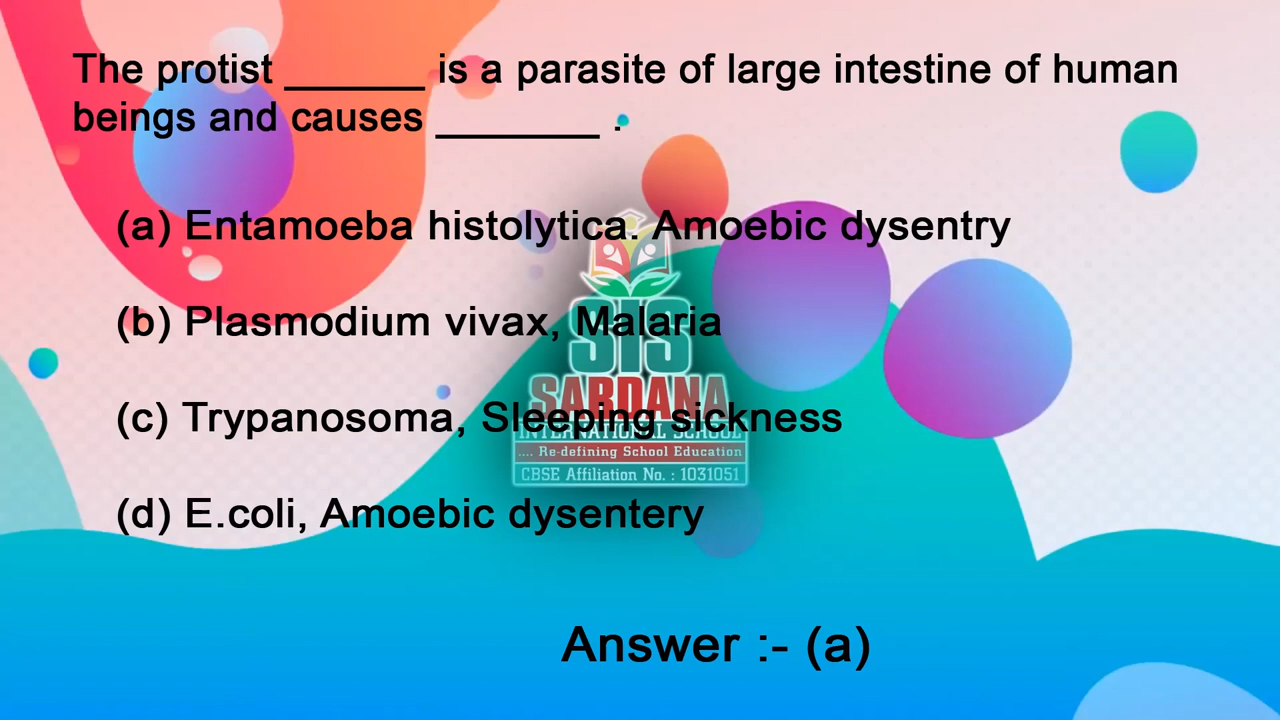 The protist ______ is a parasite of large intestine of human
beings and causes _______ .
(a) Entamoeba histolytica. Amoebic dysentry
(b) Plasmodium vivax, Malaria
SIS
(c) Trypanosoma, Sleeping sickness
SARDANA
INTERNATIONAL SCHOOL
.... Re-defining School Education
CBSE Affiliation No. : 1031051
(d) E.coli, Amoebic dysentery
Answer :- (a)